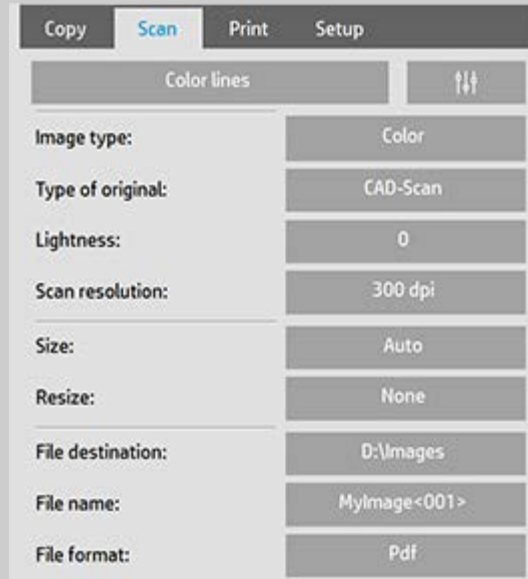 Copy Scan Print Setup
Color lines
Image type: Color
Type of original: CAD-Scan
Lightness: 0
Scan resolution: 300 dpi
Size: Auto
Resize: None
File destination: D:\Images
File name: MyImage<001>
File format: Pdf